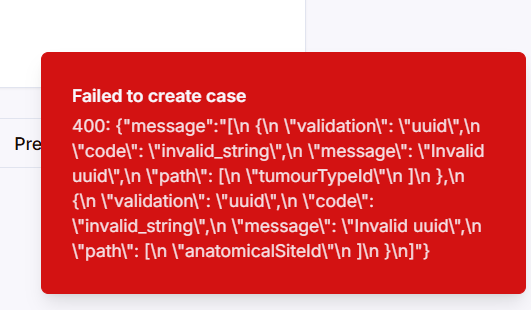 Failed to create case
400: {"message":"[\n {\n \"validation\": \"uuid\",\n
\"code\": \"invalid_string\",\n \"message\": \"Invalid
uuid\",\n \"path\": [\n \"tumourTypeId\"\n ]\n },\n
{\n \"validation\": \"uuid\",\n \"code\":
\"invalid_string\",\n \"message\": \"Invalid uuid\",\n
\"path\": [\n \"anatomicalSiteId\"\n ]\n }\n]"}
Pre